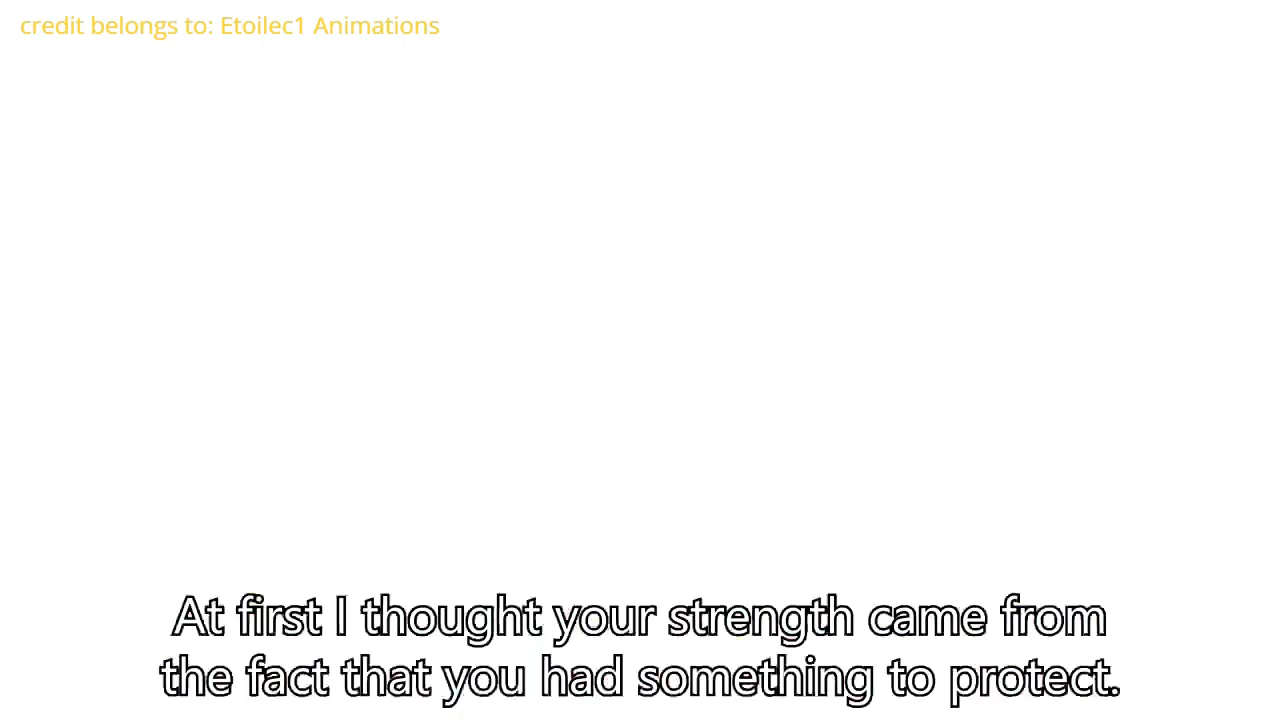 credit belongs to: Etoilec1 Animations
At first I thought your strength came from
the fact that you had something to protect.